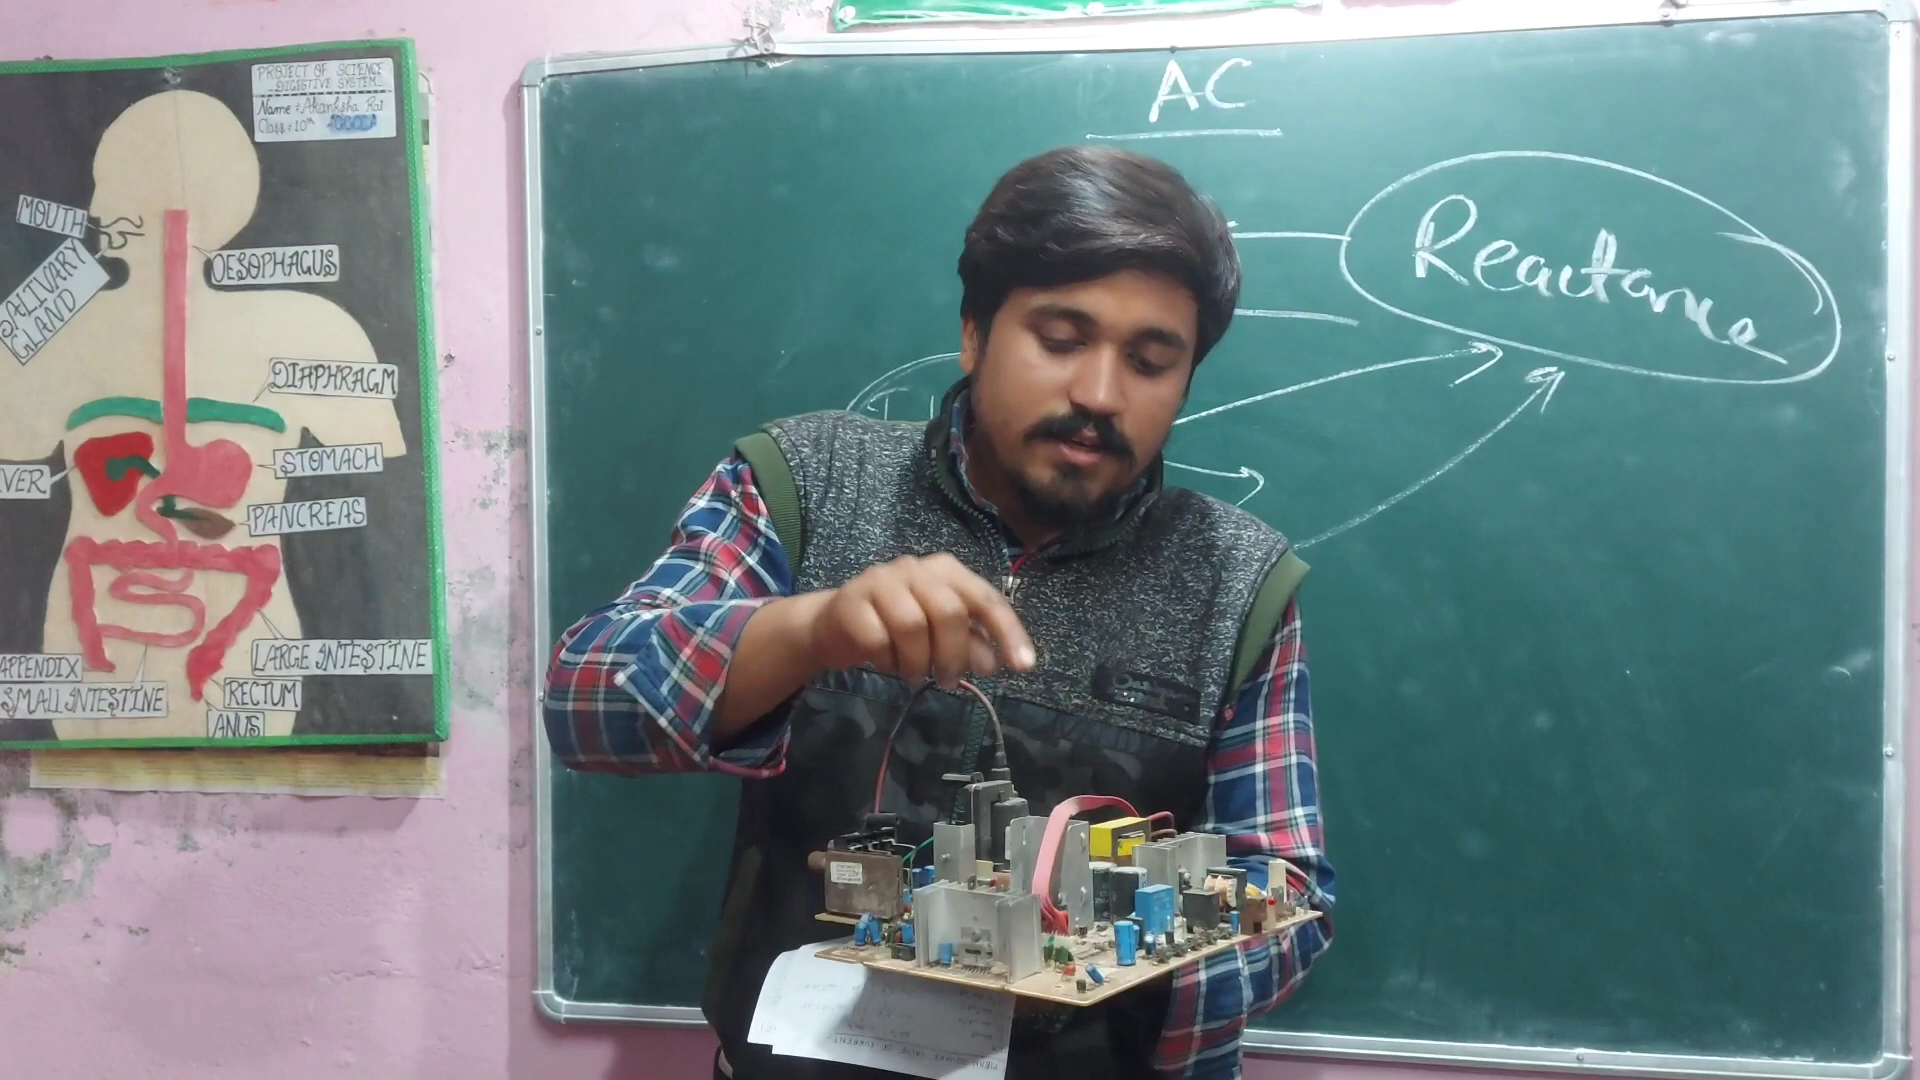 PROJECT OF SCIENCE
DIGESTIVE SYSTEM
Name : Akanksha Rai
Class : 10th
MOUTH
SALIVARY
GLAND
OESOPHAGUS
DIAPHRAGM
STOMACH
PANCREAS
LARGE INTESTINE
APPENDIX
SMALL INTESTINE
RECTUM
ANUS
AC
Reactance